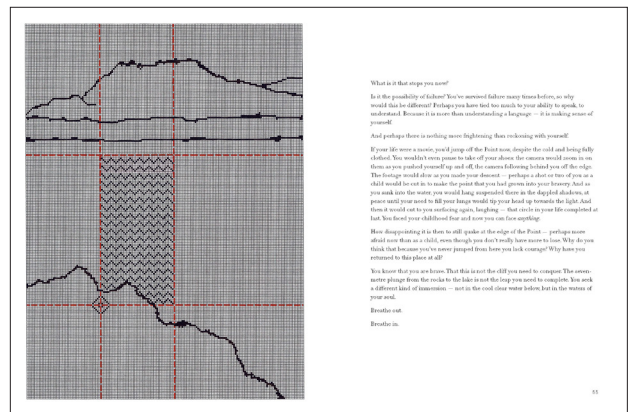 What is it that stops you now?
Is it the possibility of failure? You've survived failure many times before, so why
would this be different? Perhaps you have tied too much to your ability to speak, to
understand. Because it is more than understanding a language — it is making sense of
yourself.
And perhaps there is nothing more frightening than reckoning with yourself.
If your life were a movie, you'd jump off the Point now, despite the cold and being fully
clothed. You wouldn't even pause to take off your shoes: the camera would zoom in on
them as you pushed yourself up and off, the camera following behind you off the edge.
The footage would slow as you made your descent — perhaps a shot or two of you as a
child would be cut in to make the point that you had grown into your bravery. And as
you sank into the water, you would hang suspended there in the dappled shadows, at
peace until your need to fill your lungs would tip your head up towards the light. And
then it would cut to you surfacing again, laughing — that circle in your life completed at
last. You faced your childhood fear and now you can face anything.
How disappointing it is then to still quake at the edge of the Point — perhaps more
afraid now than as a child, even though you don't really have more to lose. Why do you
think that because you've never jumped from here you lack courage? Why have you
returned to this place at all?
You know that you are brave. That this is not the cliff you need to conquer. The seven-
metre plunge from the rocks to the lake is not the leap you need to complete. You seek
a different kind of immersion — not in the cool clear water below, but in the waters of
your soul.
Breathe out.
Breathe in.